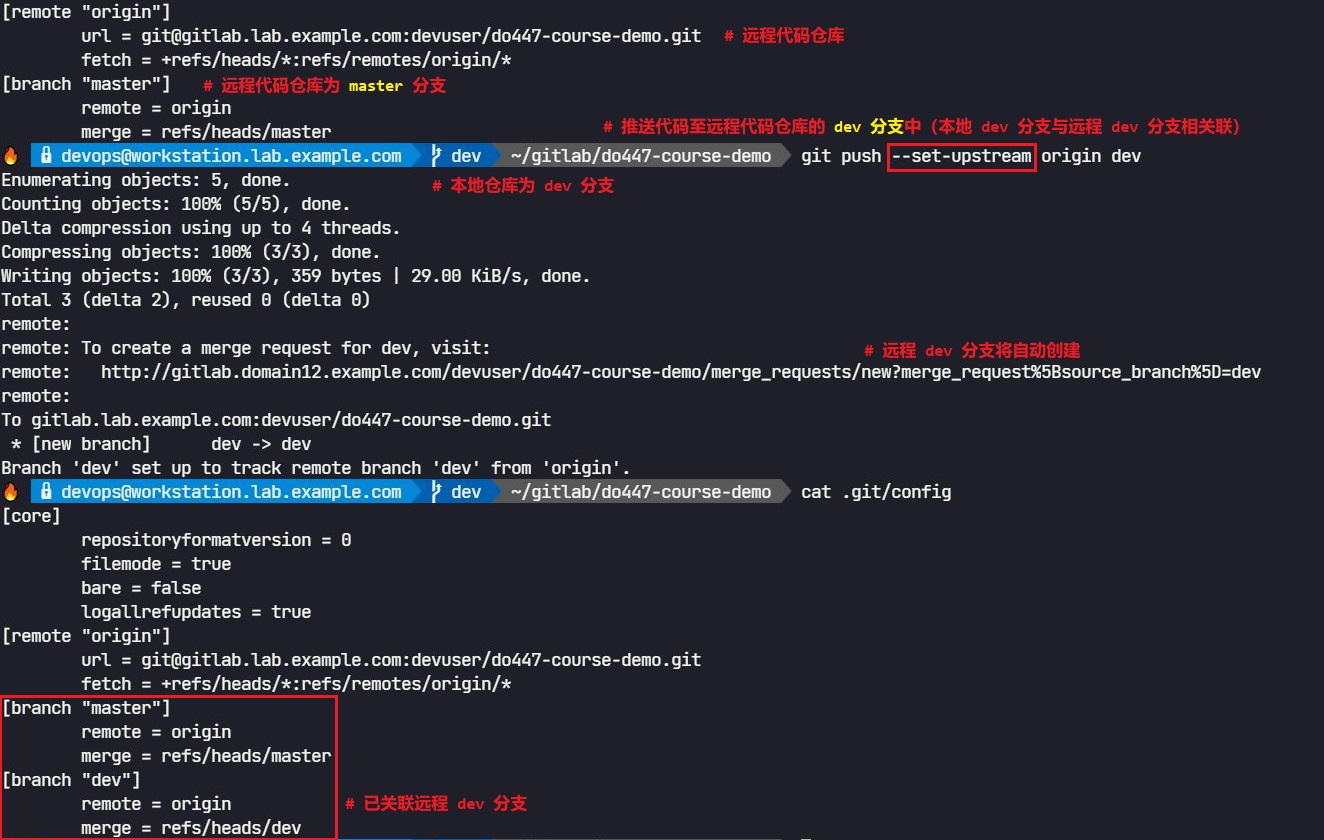 [remote "origin"]
url = git@gitlab.lab.example.com:devuser/do447-course-demo.git # 远程代码仓库
fetch = +refs/heads/*:refs/remotes/origin/*
[branch "master"] # 远程代码仓库为 master 分支
remote = origin
merge = refs/heads/master
# 推送代码至远程代码仓库的 dev 分支中（本地 dev 分支与远程 dev 分支相关联）
devops@workstation.lab.example.com dev ~/gitlab/do447-course-demo git push --set-upstream origin dev
Enumerating objects: 5, done.
# 本地仓库为 dev 分支
Counting objects: 100% (5/5), done.
Delta compression using up to 4 threads.
Compressing objects: 100% (3/3), done.
Writing objects: 100% (3/3), 359 bytes | 29.00 KiB/s, done.
Total 3 (delta 2), reused 0 (delta 0)
remote:
remote: To create a merge request for dev, visit: # 远程 dev 分支将自动创建
remote:   http://gitlab.domain12.example.com/devuser/do447-course-demo/merge_requests/new?merge_request%5Bsource_branch%5D=dev
remote:
To gitlab.lab.example.com:devuser/do447-course-demo.git
* [new branch]      dev -> dev
Branch 'dev' set up to track remote branch 'dev' from 'origin'.
devops@workstation.lab.example.com dev ~/gitlab/do447-course-demo cat .git/config
[core]
repositoryformatversion = 0
filemode = true
bare = false
logallrefupdates = true
[remote "origin"]
url = git@gitlab.lab.example.com:devuser/do447-course-demo.git
fetch = +refs/heads/*:refs/remotes/origin/*
[branch "master"]
remote = origin
merge = refs/heads/master
[branch "dev"]
remote = origin # 已关联远程 dev 分支
merge = refs/heads/dev